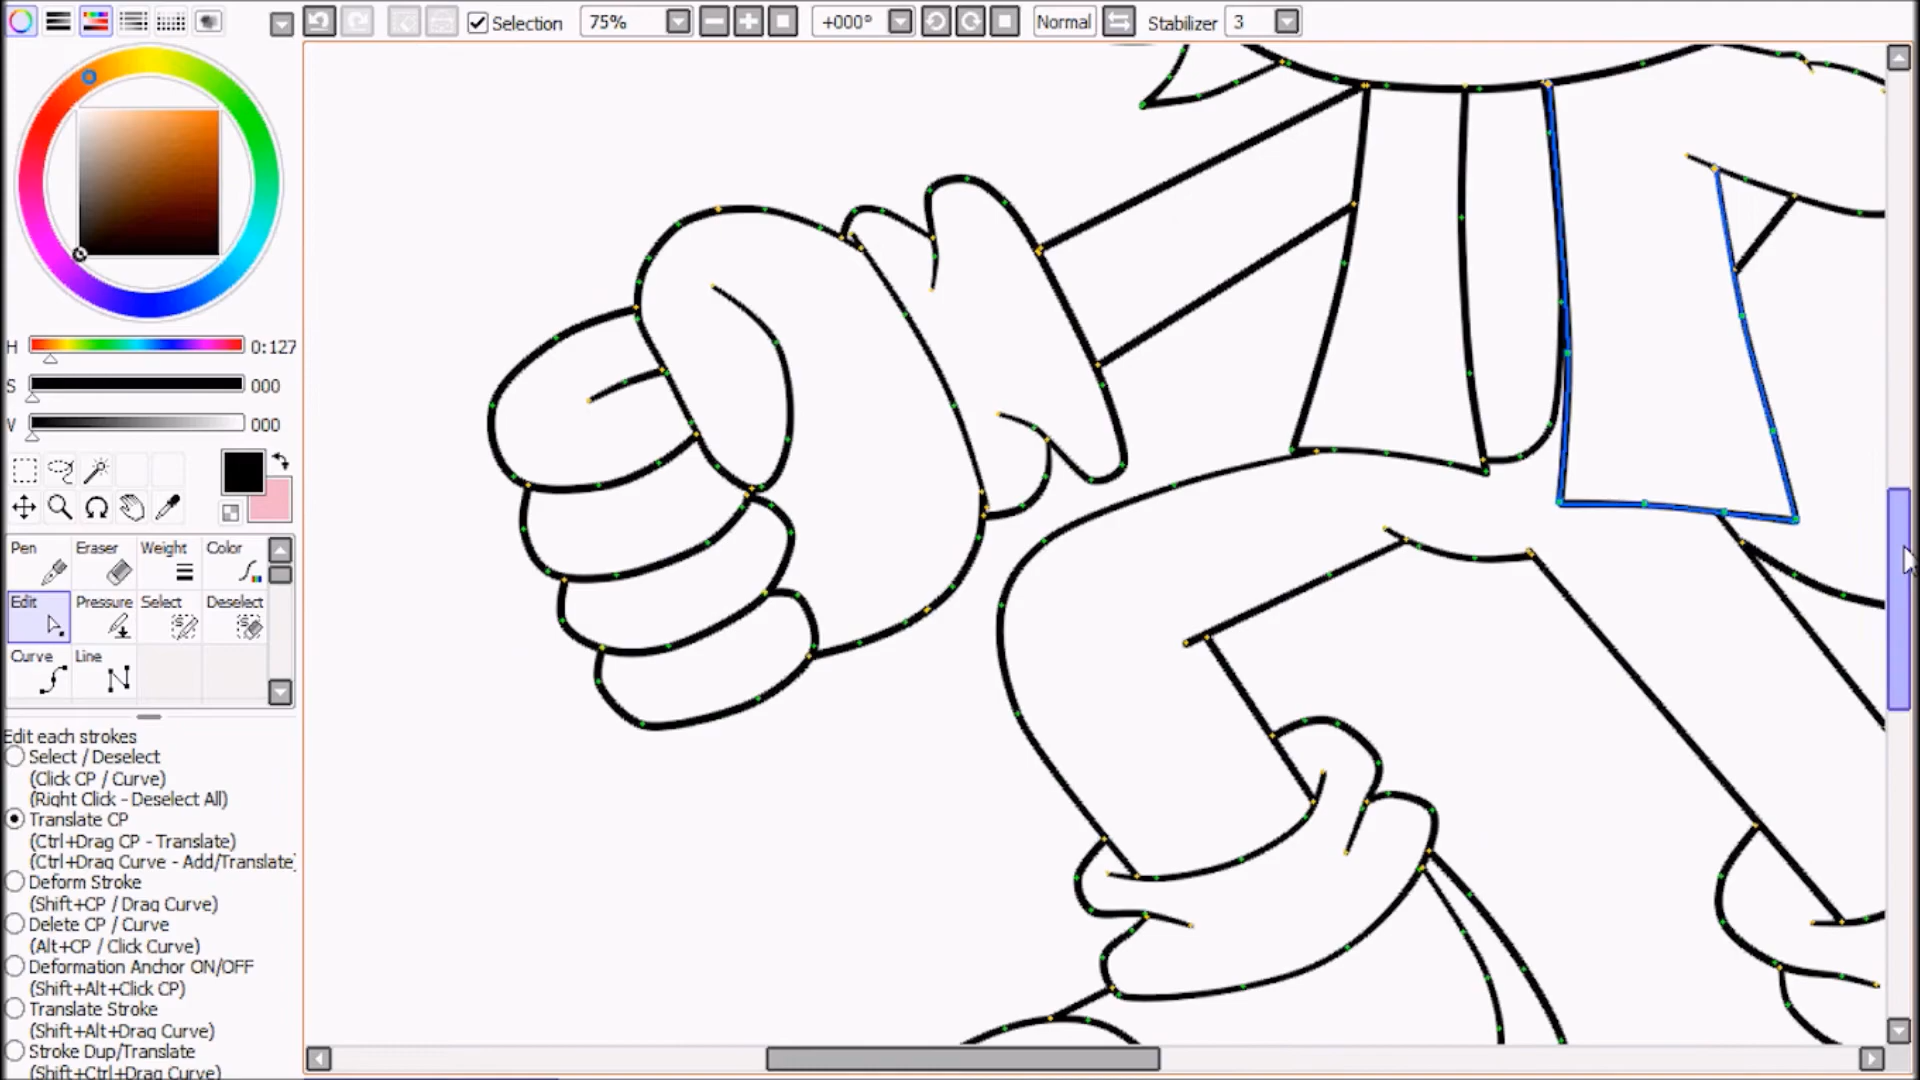 Selection 75% +000° Normal Stabilizer 3
H 0:127
S 000
V 000
Pen Eraser Weight Color
Edit Pressure Select Deselect
Curve Line
Edit each strokes
Select / Deselect
(Click CP / Curve)
(Right Click - Deselect All)
Translate CP
(Ctrl+Drag CP - Translate)
(Ctrl+Drag Curve - Add/Translate)
Deform Stroke
(Shift+CP / Drag Curve)
Delete CP / Curve
(Alt+CP / Click Curve)
Deformation Anchor ON/OFF
(Shift+Alt+Click CP)
Translate Stroke
(Shift+Alt+Drag Curve)
Stroke Dup/Translate
(Shift+Ctrl+Drag Curve)